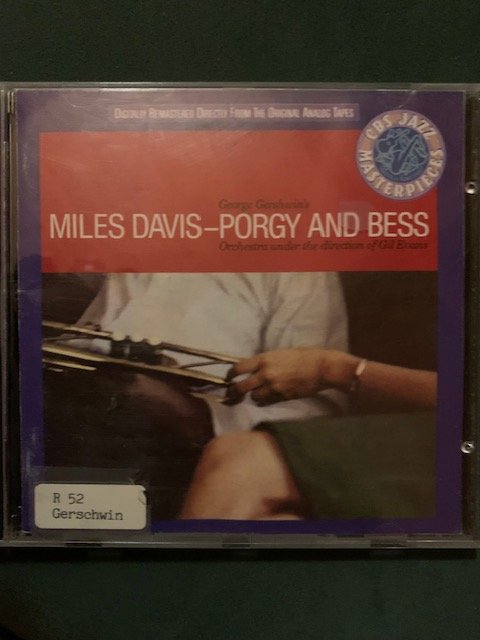 DIGITALLY REMASTERED DIRECTLY FROM THE ORIGINAL ANALOG TAPES
CBS JAZZ
MASTERPIECES
George Gershwin's
MILES DAVIS–PORGY AND BESS
Orchestra under the direction of Gil Evans
R 52
Gerschwin